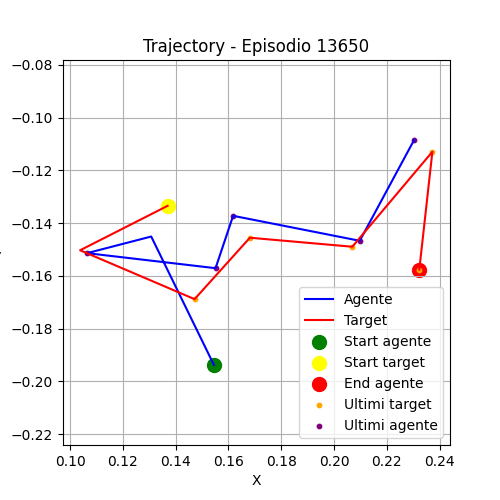 Trajectory - Episodio 13650
−0.08
−0.10
−0.12
−0.14
−0.16
−0.18
−0.20
−0.22
0.10 0.12 0.14 0.16 0.18 0.20 0.22 0.24
X
Agente
Target
Start agente
Start target
End agente
Ultimi target
Ultimi agente